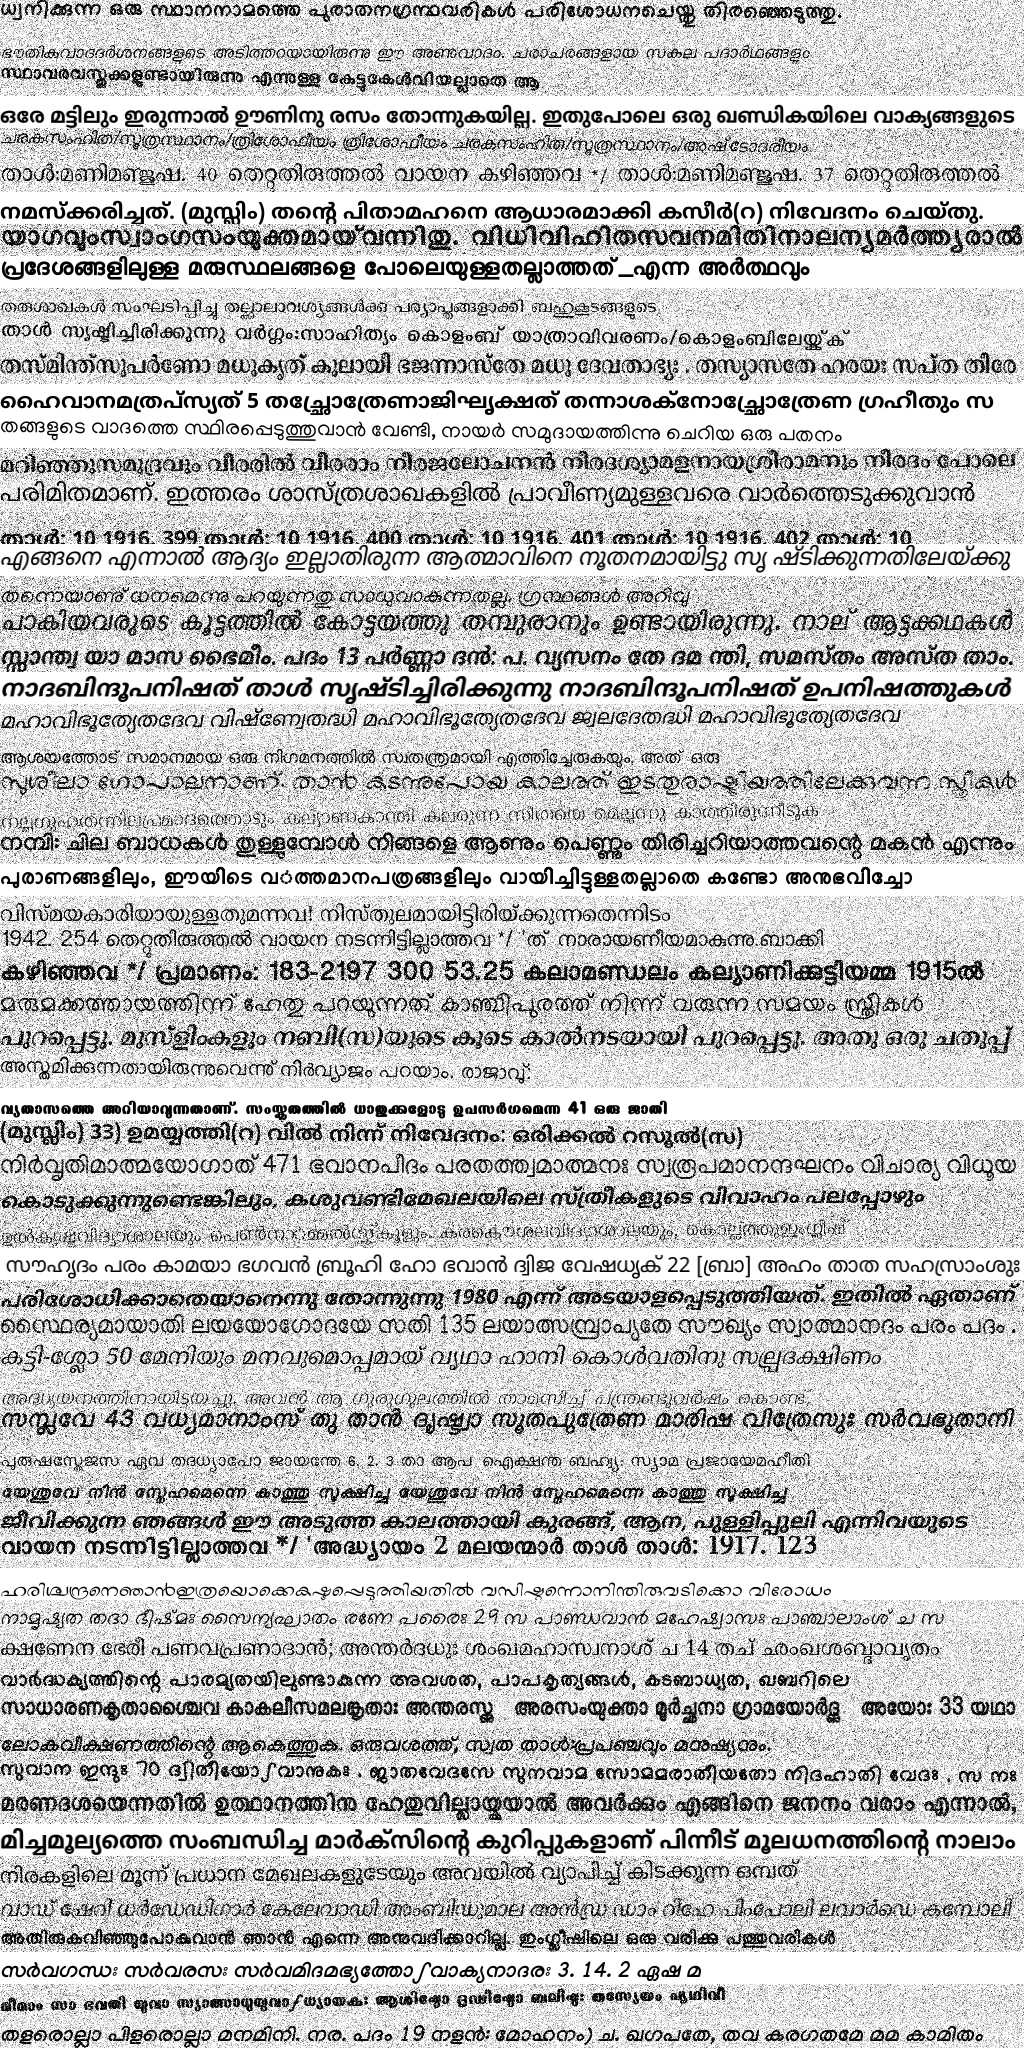 ധ്വനിക്കുന്ന ഒരു സ്ഥാനനാമത്തെ പുരാതനഗ്രന്ഥവരികൾ പരിശോധനചെയ്തു തിരഞ്ഞെടുത്തു.
ഭൗതികവാദദർശനങ്ങളുടെ അടിത്തറയായിരുന്നു ഈ അണുവാദം. ചരാചരങ്ങളായ സകല പദാർഥങ്ങളും
സ്ഥാവരവസ്തുക്കളുണ്ടായിരുന്നു എന്നുള്ള കേട്ടുകേൾവിയല്ലാതെ ആ
ഒരേ മട്ടിലും ഇരുന്നാൽ ഊണിനു രസം തോന്നുകയില്ല. ഇതുപോലെ ഒരു ഖണ്ഡികയിലെ വാക്യങ്ങളുടെ
ചരകസംഹിത/സൂത്രസ്ഥാനം/ത്രിശോഫീയം ത്രിശോഫീയം ചരകസംഹിത/സൂത്രസ്ഥാനം/അഷ്ടോദരീയം
താൾ:മണിമഞ്ജുഷ. 40 തെറ്റുതിരുത്തൽ വായന കഴിഞ്ഞവ */ താൾ:മണിമഞ്ജുഷ. 37 തെറ്റുതിരുത്തൽ
നമസ്ക്കരിച്ചത്. (മുസ്ലിം) തന്റെ പിതാമഹനെ ആധാരമാക്കി കസീർ(റ) നിവേദനം ചെയ്തു.
യാഗവൃംസ്വാംഗസംയുക്തമായ്‌വന്നിതു. വിധിവിഹിതസവനമിതിനാലന്യമർത്ത്യരാൽ
പ്രദേശങ്ങളിലുള്ള മരുസ്ഥലങ്ങളെ പോലെയുള്ളതല്ലാത്തത്_എന്ന അർത്ഥവും
തരുശാഖകൾ സംഘടിപ്പിച്ചു തല്ലാലാവശ്യങ്ങൾക്കു പര്യാപ്തങ്ങളാക്കി ബഹുകൂടങ്ങളുടെ
താൾ സൃഷ്ടിച്ചിരിക്കുന്നു വർഗ്ഗം:സാഹിത്യം കൊളംബ് യാത്രാവിവരണം/കൊളംബിലേയ്ക്ക്
തസ്മിന്ത്സുപർണോ മധുകൃത് കുലായീ ഭജന്നാസ്തേ മധു ദേവതാഭ്യഃ . തസ്യാസതേ ഹരയഃ സപ്ത തീരേ
ഹൈവാനമത്രപ്സ്യത് 5 തച്ഛ്രോത്രേണാജിഘൃക്ഷത് തന്നാശക്നോച്ഛ്രോത്രേണ ഗ്രഹീതും സ
തങ്ങളുടെ വാദത്തെ സ്ഥിരപ്പെടുത്തുവാൻ വേണ്ടി, നായർ സമുദായത്തിന്നു ചെറിയ ഒരു പതനം
മറിഞ്ഞുസമുദ്രവും വീരരിൽ വീരരാം നീരജലോചനൻ നീരദശ്യാമളനായശ്രീരാമനും നീരദം പോലെ
പരിമിതമാണ്. ഇത്തരം ശാസ്ത്രശാഖകളിൽ പ്രാവീണ്യമുള്ളവരെ വാർത്തെടുക്കുവാൻ
താൾ: 10 1916. 399 താൾ: 10 1916. 400 താൾ: 10 1916. 401 താൾ: 10 1916. 402 താൾ: 10
എങ്ങനെ എന്നാൽ ആദ്യം ഇല്ലാതിരുന്ന ആത്മാവിനെ നൂതനമായിട്ടു സൃ ഷ്ടിക്കുന്നതിലേയ്ക്കു
തന്നെയാണു് ധനമെന്നു പറയുന്നതു സാധുവാകുന്നതല്ല. ഗ്രന്ഥങ്ങൾ അറിവു
പാകിയവരുടെ കൂട്ടത്തിൽ കോട്ടയത്തു തമ്പുരാനും ഉണ്ടായിരുന്നു. നാല് ആട്ടക്കഥകൾ
സ്ണാന്ത്വ യാ മാസ ഭൈമീം. പദം 13 പർണ്ണാ ദൻ: പ. വ്യസനം തേ ദമ ന്തി, സമസ്തം അസ്ത താം.
നാദബിന്ദൂപനിഷത് താൾ സൃഷ്ടിച്ചിരിക്കുന്നു നാദബിന്ദൂപനിഷത് ഉപനിഷത്തുകൾ
മഹാവിഭൂത്യേതദേവ വിഷ്ണ്വേതദ്ധി മഹാവിഭൂത്യേതദേവ ജ്വലദേതദ്ധി മഹാവിഭൂത്യേതദേവ
ആശയത്തോട് സമാനമായ ഒരു നിഗമനത്തിൽ സ്വതന്ത്രമായി എത്തിച്ചേരുകയും, അത് ഒരു
സുശീലാ ഗോപാലനാണ്. താൻ കടന്നുപോയ കാലത്ത് ഇടതുരാഷ്ട്രീയത്തിലേക്കുവന്ന സ്ത്രീകൾ
കല്യാണകാന്തി കലരുന്ന സീതയെ മെല്ലന്നു കാത്തിരുന്നീടുക
നമ്പി: ചില ബാധകൾ തുള്ളുമ്പോൾ നിങ്ങളെ ആണും പെണ്ണും തിരിച്ചറിയാത്തവന്റെ മകൻ എന്നും
പുരാണങ്ങളിലും, ഈയിടെ വൎത്തമാനപത്രങ്ങളിലും വായിച്ചിട്ടുള്ളതല്ലാതെ കണ്ടോ അനുഭവിച്ചോ
വിസ്മയകാരിയായുള്ളതുമന്നവ! നിസ്തുലമായിട്ടിരിയ്ക്കുന്നതെന്നിടം
1942. 254 തെറ്റുതിരുത്തൽ വായന നടന്നിട്ടില്ലാത്തവ */ 'ത് നാരായണീയമാകുന്നു.ബാക്കി
കഴിഞ്ഞവ */ പ്രമാണം: 183-2197 300 53.25 കലാമണ്ഡലം കല്യാണിക്കുട്ടിയമ്മ 1915ൽ
മരുമക്കത്തായത്തിന്ന് ഹേതു പറയുന്നത് കാഞ്ചീപുരത്ത് നിന്ന് വരുന്ന സമയം സ്ത്രീകൾ
പുറപ്പെട്ടു. മുസ്ളിംകളും നബി(സ)യുടെ കൂടെ കാൽനടയായി പുറപ്പെട്ടു. അതു ഒരു ചതുപ്പ്
അസ്തമിക്കുന്നതായിരുന്നുവെന്ന് നിർവ്യാജം പറയാം. രാജാവു്:
വ്യത്യാസത്തെ അറിയാവുന്നതാണ്. സംസ്കൃതത്തിൽ ധാതുക്കളോടു ഉപസർഗമെന്ന 41 ഒരു ജാതി
(മുസ്ലിം) 33) ഉമയ്യത്തി(റ) വിൽ നിന്ന് നിവേദനം: ഒരിക്കൽ റസൂൽ(സ)
നിർവൃതിമാത്മയോഗാത് 471 ഭവാനപീദം പരതത്ത്വമാത്മനഃ സ്വരൂപമാനന്ദഘനം വിചാര്യ വിധൂയ
കൊടുക്കുന്നുണ്ടെങ്കിലും, കശുവണ്ടിമേഖലയിലെ സ്ത്രീകളുടെ വിവാഹം പലപ്പോഴും
സൗഹൃദം പരം കാമയാ ഭഗവൻ ബ്രൂഹി ഹോ ഭവാൻ ദ്വിജ വേഷധൃക് 22 [ബ്രാ] അഹം താത സഹസ്രാംശുഃ
പരിശോധിക്കാതെയാനെന്നു തോന്നുന്നു 1980 എന്ന് അടയാളപ്പെടുത്തിയത്. ഇതിൽ ഏതാണ്
സ്ഥൈര്യമായാതി ലയയോഗോദയേ സതി 135 ലയാത്സമ്പ്രാപ്യതേ സൗഖ്യം സ്വാത്മാനദം പരം പദം .
കട്ടി-ശ്ലോ 50 മേനിയും മനവുമൊപ്പമായ് വൃഥാ ഹാനി കൊൾവതിനു സല്പ്രദക്ഷിണം
അദ്ധ്യയനത്തിനായിടയച്ചു. അവൻ ആ ഗുരുഗൃലത്തിൽ താമസിച്ച് പന്ത്രണ്ടുവർഷം കൊണ്ടു്
സസ്മൃവേ 43 വധ്യമാനാംസ് തു താൻ ദൃഷ്ട്വാ സൂതപുത്രേണ മാരിഷ വിത്രേസുഃ സർവഭൂതാനി
പുരുഷസ്തേജസ ഏവ തദധ്യാപോ ജായന്തേ 6. 2. 3 താ ആപ ഐക്ഷന്ത ബഹ്വ്യഃ സ്യാമ പ്രജായേമഹീതി
യേശുവേ നിൻ സ്നേഹമെന്നെ കാത്തു സൂക്ഷിച്ചു യേശുവേ നിൻ സ്നേഹമെന്നെ കാത്തു സൂക്ഷിച്ചു
ജീവിക്കുന്ന ഞങ്ങൾ ഈ അടുത്ത കാലത്തായി കുരങ്ങ്, ആന, പുള്ളിപ്പുലി എന്നിവയുടെ
വായന നടന്നിട്ടില്ലാത്തവ */ 'അദ്ധ്യായം 2 മലയന്മാർ താൾ താൾ: 1917. 123
ഹരിശ്ചന്ദ്രനെഞാൻഇത്രയൊക്കെകഷ്ടപ്പെടുത്തിയതിൽ വസിഷ്ഠന്നൊനിന്തിരുവടിക്കൊ വിരോധം
നാമൃഷ്യത തദാ ഭീഷ്മഃ സൈന്യഘാതം രണേ പരൈഃ 29 സ പാണ്ഡവാൻ മഹേഷ്വാസഃ പാഞ്ചാലാംശ് ച സ
ക്ഷണേന ഭേരീ പണവപ്രണാദാൻ; അന്തർദധുഃ ശംഖമഹാസ്വനാശ് ച 14 തച് ഛംഖശബ്ദാവൃതം
വാർദ്ധക്യത്തിന്റെ പാരമ്യതയിലുണ്ടാകുന്ന അവശത, പാപകൃത്യങ്ങൾ, കടബാധ്യത, ഖബറിലെ
സാധാരണകൃതാശ്ചൈവ കാകലീസമലങ്കൃതാഃ അന്തരസ്തു അരസംയുക്താ മൂർച്ഛനാ ഗ്രാമയോർദ്വ അയോഃ 33 യഥാ
ലോകവീക്ഷണത്തിന്റെ ആകെത്തുക. ഒരുവശത്ത്, സ്വത താൾ:പ്രപഞ്ചവും മനുഷ്യനും.
സുവാന ഇന്ദുഃ 70 ദ്വിതീയോഽവാനുകഃ . ജാതവേദസേ സുനവാമ സോമമരാതീയതോ നിദഹാതി വേദഃ . സ നഃ
മരണദശയെന്നതിൽ ഉത്ഥാനത്തിനു ഹേതുവില്ലായ്കയാൽ അവർക്കും എങ്ങിനെ ജനനം വരാം എന്നാൽ,
മിച്ചമൂല്യത്തെ സംബന്ധിച്ച മാർക്സിന്റെ കുറിപ്പുകളാണ് പിന്നീട് മൂലധനത്തിന്റെ നാലാം
നിരകളിലെ മൂന്ന് പ്രധാന മേഖലകളുടേയും അവയിൽ വ്യാപിച്ച് കിടക്കുന്ന ഒമ്പത്
വാഡ് ഷേറി ധർഡേഡിഗാർ കേലേവാഡി അംബിഡുമാല അൻഡ്ര ഡാം റീഹേ പിംപോലി ലവാർഡെ കമ്പോലി
അതിരുകവിഞ്ഞുപോകുവാൻ ഞാൻ എന്നെ അനുവദിക്കാറില്ല. ഇംഗ്ലീഷിലെ ഒരു വരിക്കു പത്തുവരികൾ
സർവഗന്ധഃ സർവരസഃ സർവമിദമഭ്യത്തോഽവാക്യനാദരഃ 3. 14. 2 ഏഷ മ
മീമാം സാ ഭവതി യുവാ സ്യാത്സാധുയുവാഽധ്യായകഃ ആശിഷ്ഠോ ദ്രഢിഷ്ഠോ ബലിഷ്ഠഃ തസ്യേയം പൃഥിവീ
തളരൊല്ലാ പിളരൊല്ലാ മനമിനി. നര. പദം 19 നളൻ: മോഹനം) ച. ഖഗപതേ, തവ കരഗതമേ മമ കാമിതം